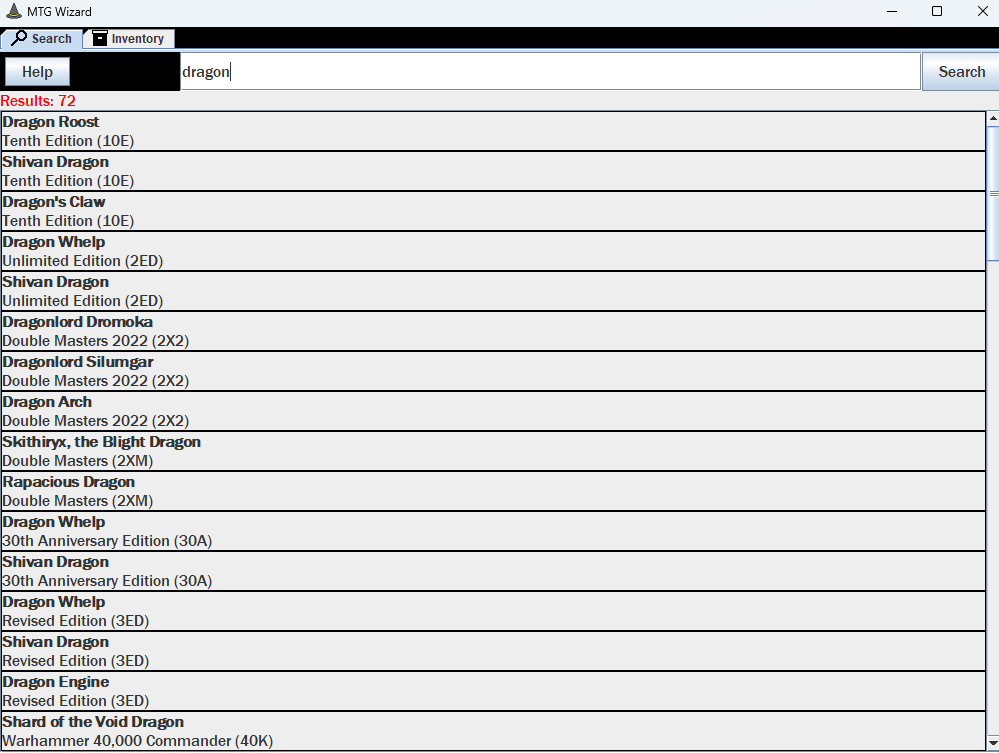 MTG Wizard
Search Inventory
Help dragon Search
Results: 72
Dragon Roost
Tenth Edition (10E)
Shivan Dragon
Tenth Edition (10E)
Dragon's Claw
Tenth Edition (10E)
Dragon Whelp
Unlimited Edition (2ED)
Shivan Dragon
Unlimited Edition (2ED)
Dragonlord Dromoka
Double Masters 2022 (2X2)
Dragonlord Silumgar
Double Masters 2022 (2X2)
Dragon Arch
Double Masters 2022 (2X2)
Skithiryx, the Blight Dragon
Double Masters (2XM)
Rapacious Dragon
Double Masters (2XM)
Dragon Whelp
30th Anniversary Edition (30A)
Shivan Dragon
30th Anniversary Edition (30A)
Dragon Whelp
Revised Edition (3ED)
Shivan Dragon
Revised Edition (3ED)
Dragon Engine
Revised Edition (3ED)
Shard of the Void Dragon
Warhammer 40,000 Commander (40K)